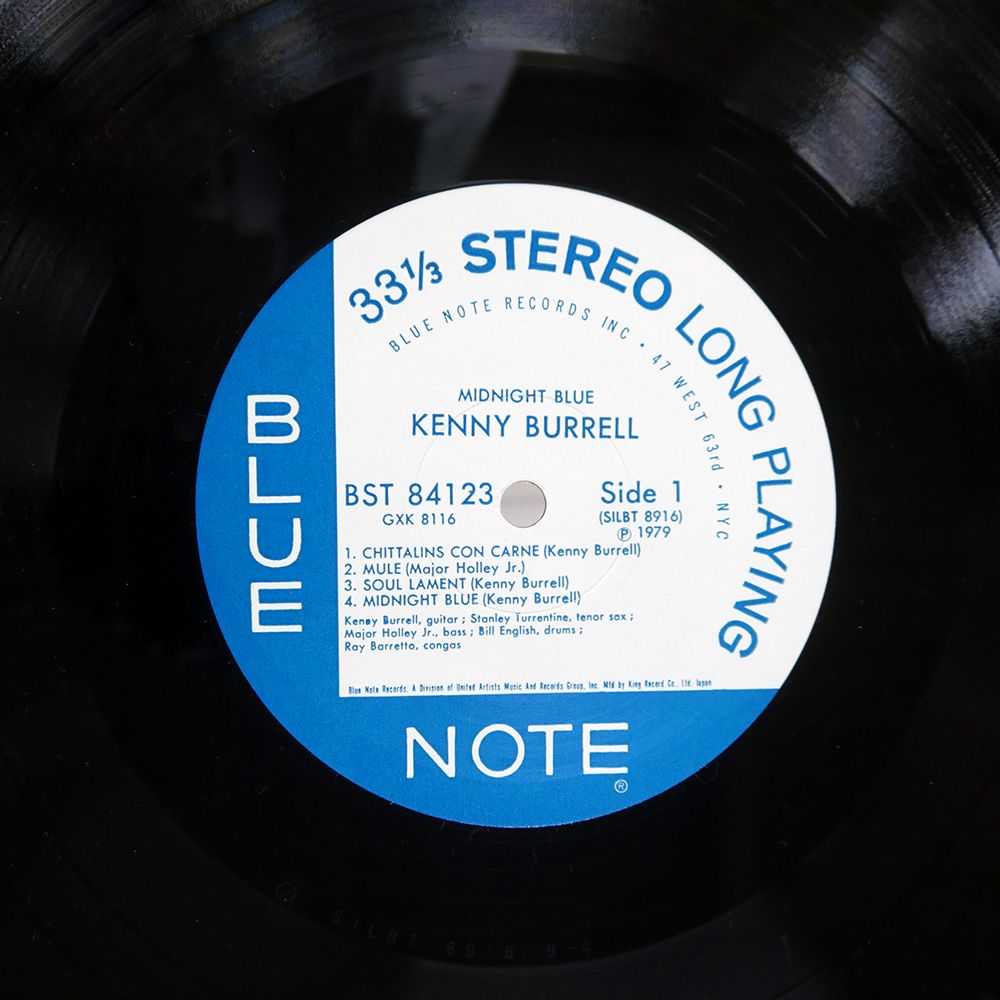 33⅓ STEREO LONG PLAYING
BLUE NOTE RECORDS INC • 47 WEST 63rd • NYC
MIDNIGHT BLUE
KENNY BURRELL
BST 84123
GXK 8116
Side 1
(SILBT 8916)
Ⓟ 1979
1. CHITTALINS CON CARNE (Kenny Burrell)
2. MULE (Major Holley Jr.)
3. SOUL LAMENT (Kenny Burrell)
4. MIDNIGHT BLUE (Kenny Burrell)
Kenny Burrell, guitar ; Stanley Turrentine, tenor sax ;
Major Holley Jr., bass ; Bill English, drums ;
Ray Barretto, congas
Blue Note Records, A Division of United Artists Music And Records Group, Inc. Mfd by King Record Co., Ltd. Japan
BLUE
NOTE®
SILBT 8916